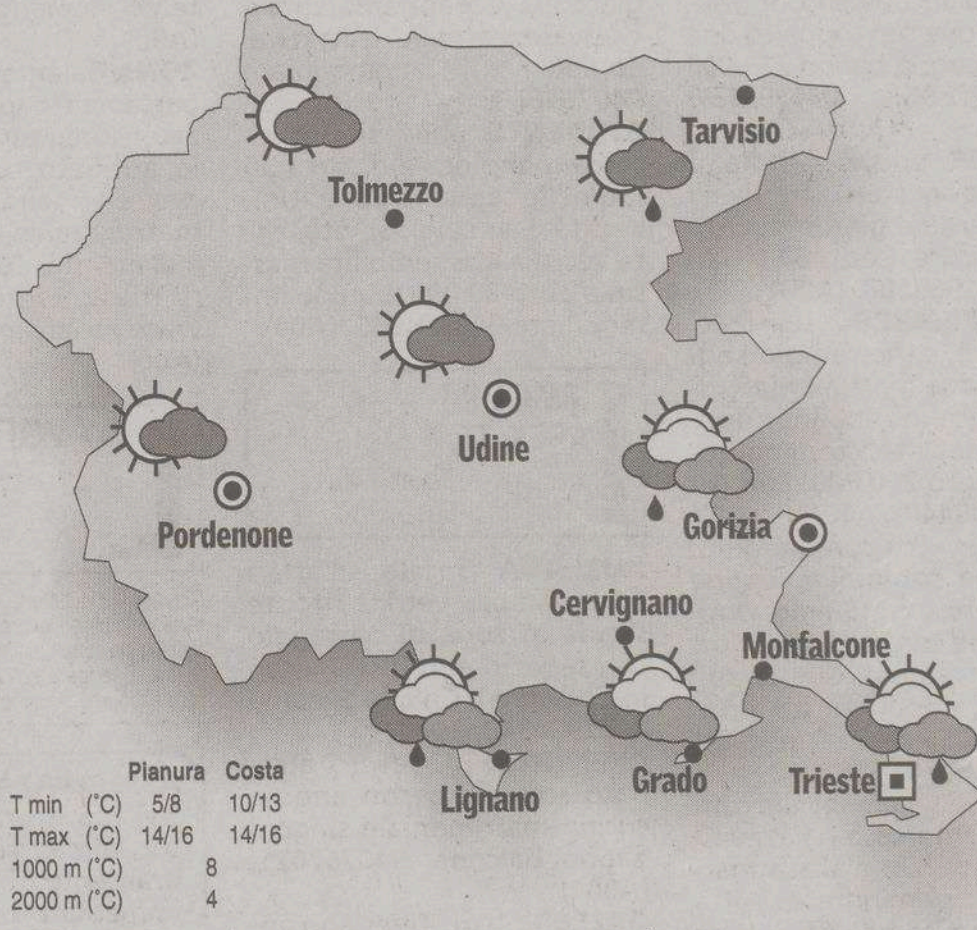 Tarvisio
Tolmezzo
Udine
Pordenone
Gorizia
Cervignano
Monfalcone
Lignano
Grado
Trieste
Pianura Costa
T min (°C) 5/8 10/13
T max (°C) 14/16 14/16
1000 m (°C) 8
2000 m (°C) 4